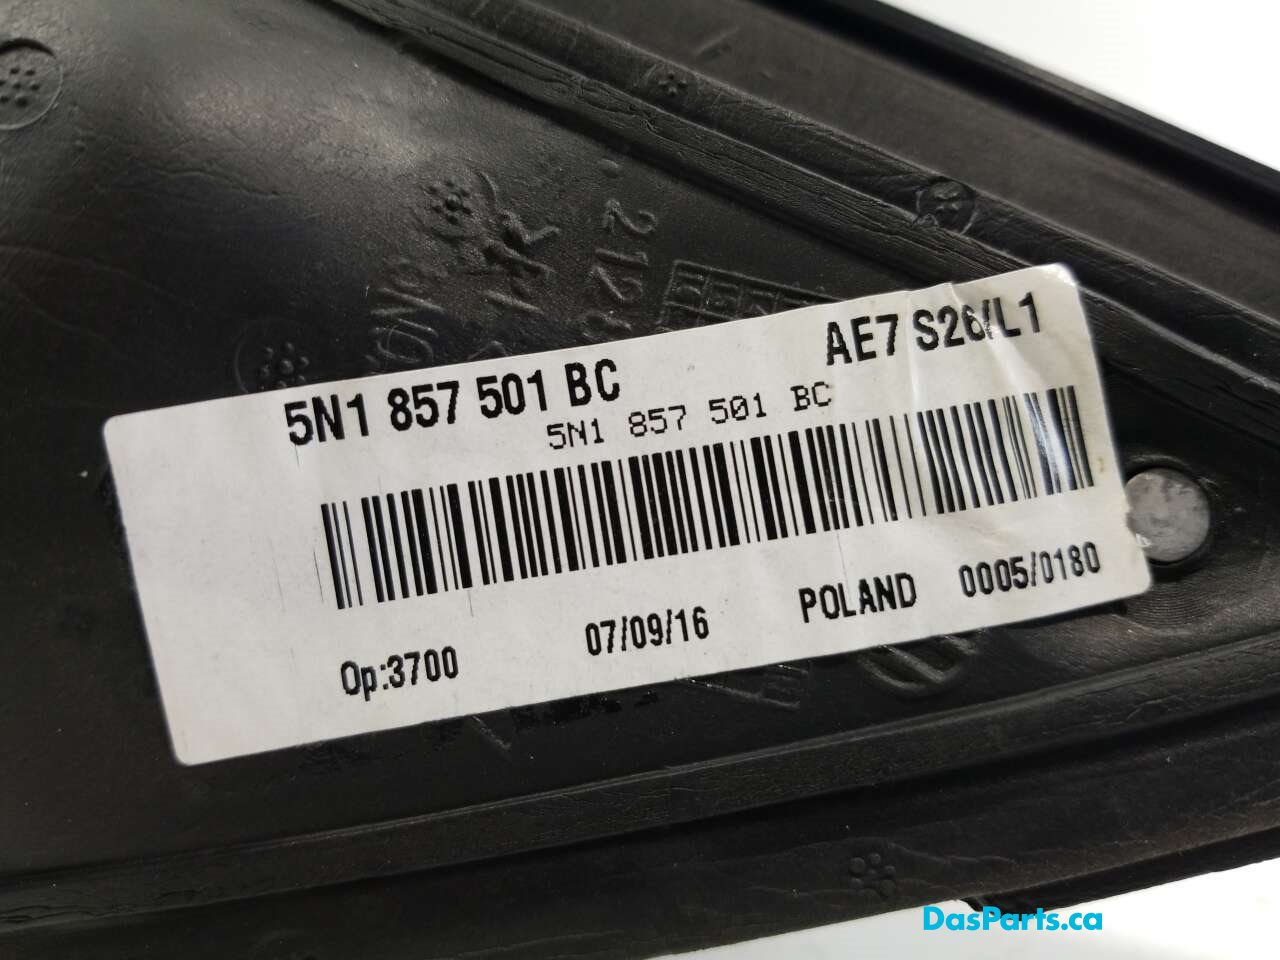 .212.
5N1 857 501 BC
AE7 S26/L1
5N1 857 501 BC
Op:3700
07/09/16
POLAND
0005/0180
DasParts.ca